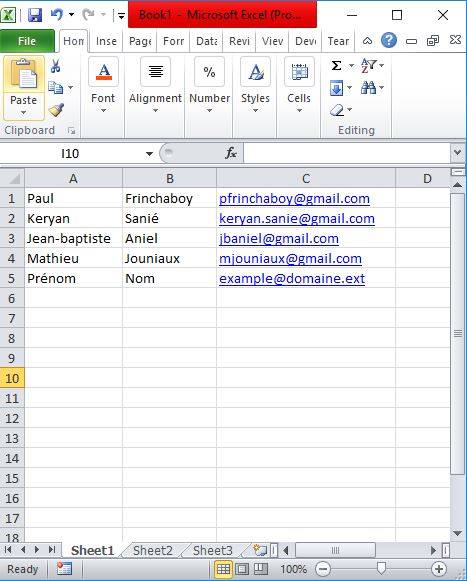 Book1 - Microsoft Excel (Pro...
File Hom Inse Page Forr Data Revi Viev Deve Tear
Paste Font Alignment Number Styles Cells
Clipboard Editing
I10 fx
A B C D
1 Paul Frinchaboy pfrinchaboy@gmail.com
2 Keryan Sanié keryan.sanie@gmail.com
3 Jean-baptiste Aniel jbaniel@gmail.com
4 Mathieu Jouniaux mjouniaux@gmail.com
5 Prénom Nom example@domaine.ext
6
7
8
9
10
11
12
13
14
15
16
17
18
Sheet1 Sheet2 Sheet3
Ready 100%